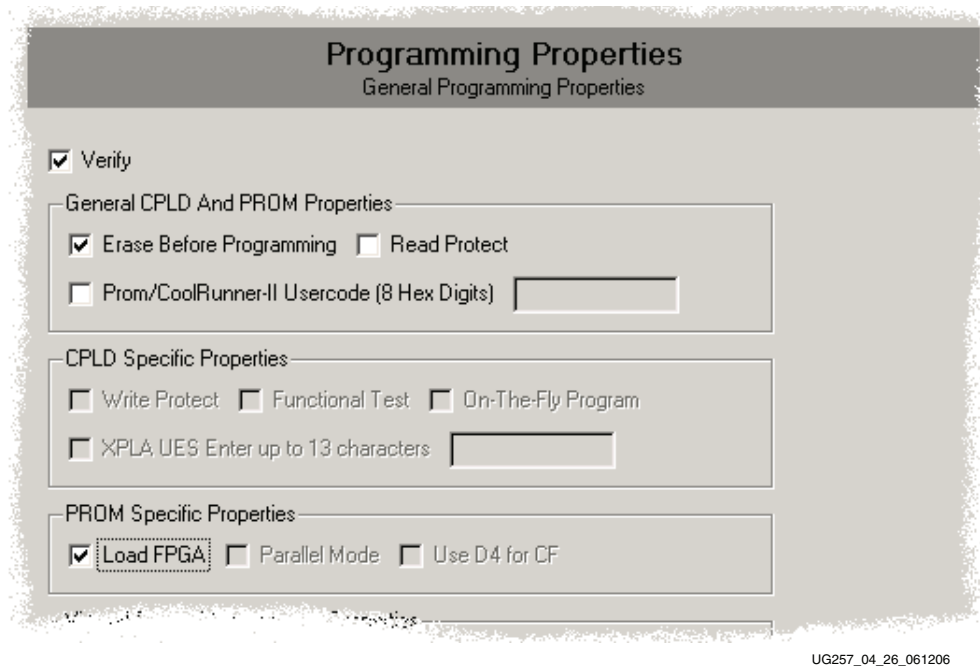 Programming Properties
General Programming Properties
Verify
General CPLD And PROM Properties
Erase Before Programming Read Protect
Prom/CoolRunner-II Usercode (8 Hex Digits)
CPLD Specific Properties
Write Protect Functional Test On-The-Fly Program
XPLA UES Enter up to 13 characters
PROM Specific Properties
Load FPGA Parallel Mode Use D4 for CF
UG257_04_26_061206